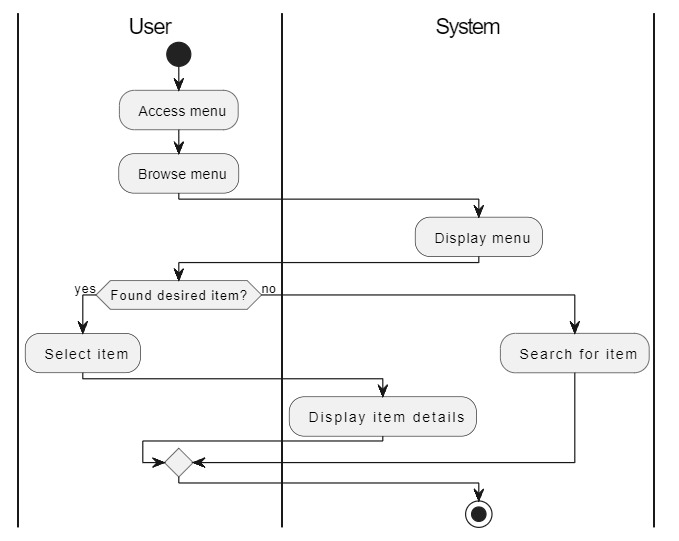 User
System
Access menu
Browse menu
Display menu
yes
Found desired item?
no
Select item
Search for item
Display item details